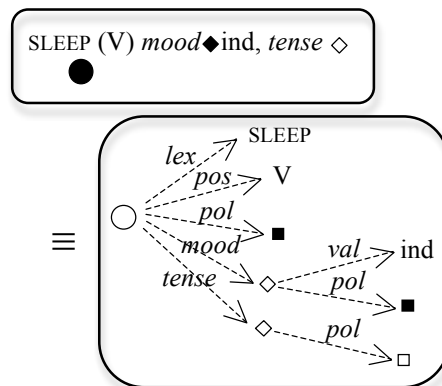 SLEEP (V) mood◆ind, tense ◇
lex SLEEP
pos V
pol
mood val ind
pol
tense
pol
≡